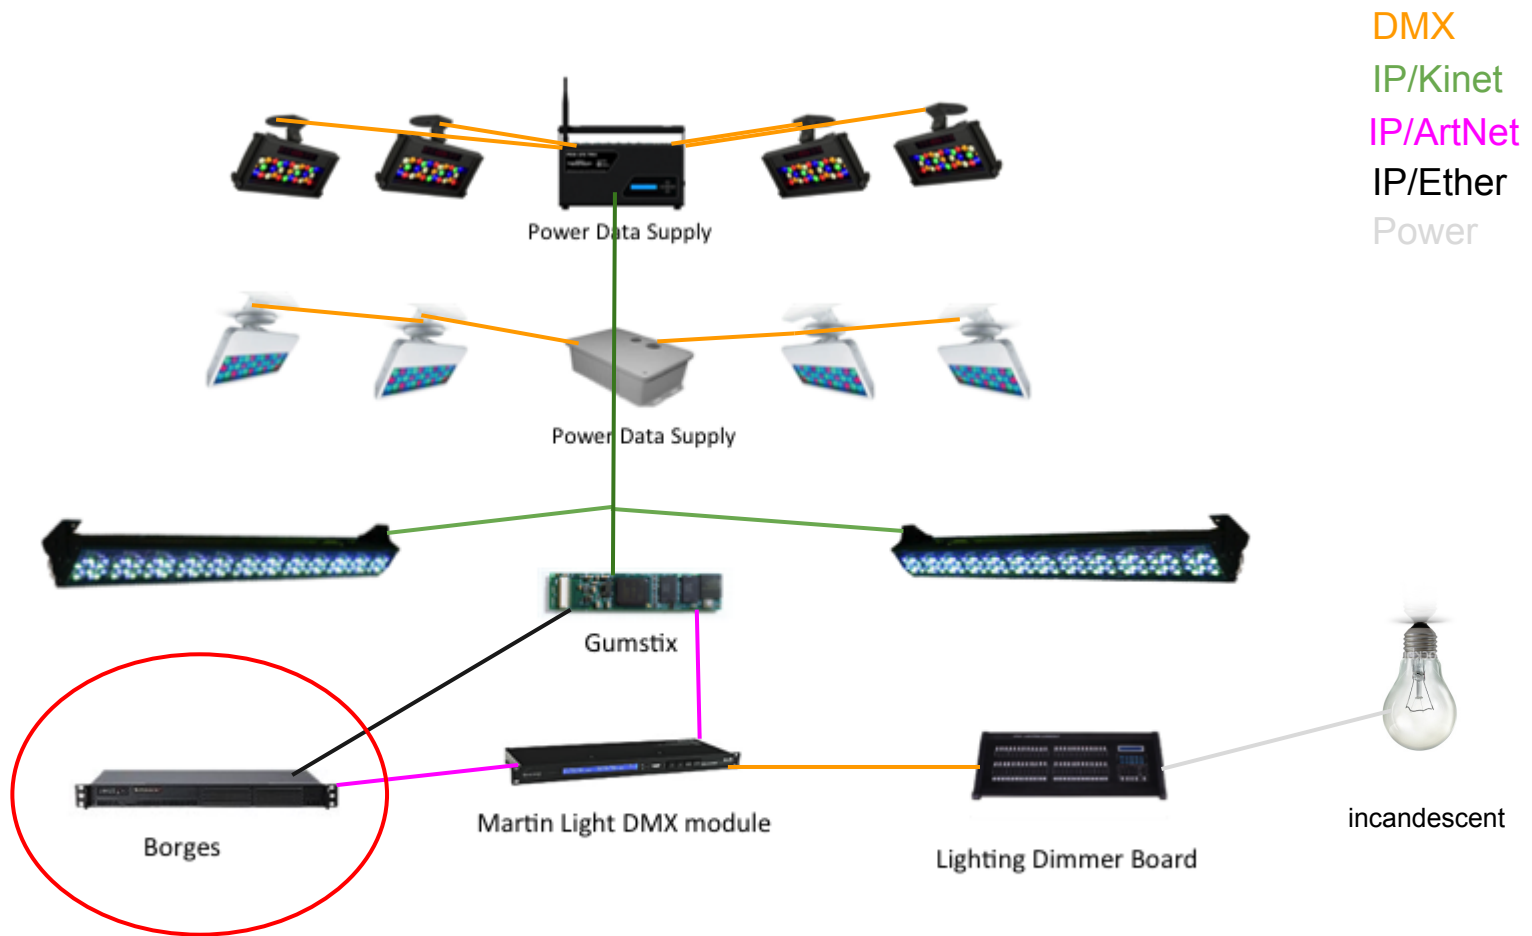 DMX
IP/Kinet
IP/ArtNet
IP/Ether
Power
Power Data Supply
Power Data Supply
Gumstix
Borges
Martin Light DMX module
Lighting Dimmer Board
incandescent